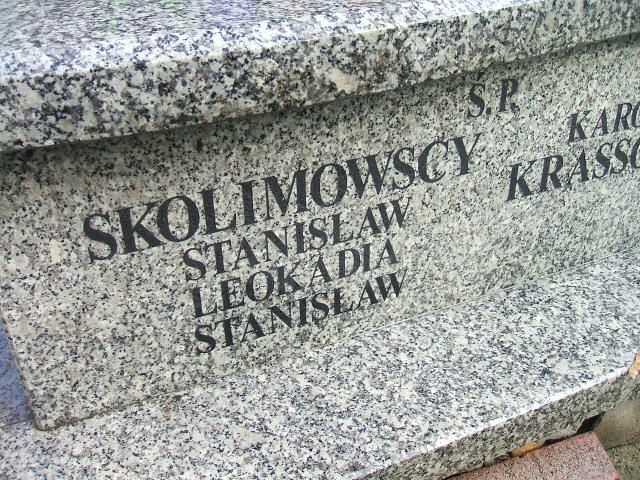 Ś.P.
SKOLIMOWSCY
STANISŁAW
LEOKADIA
STANISŁAW